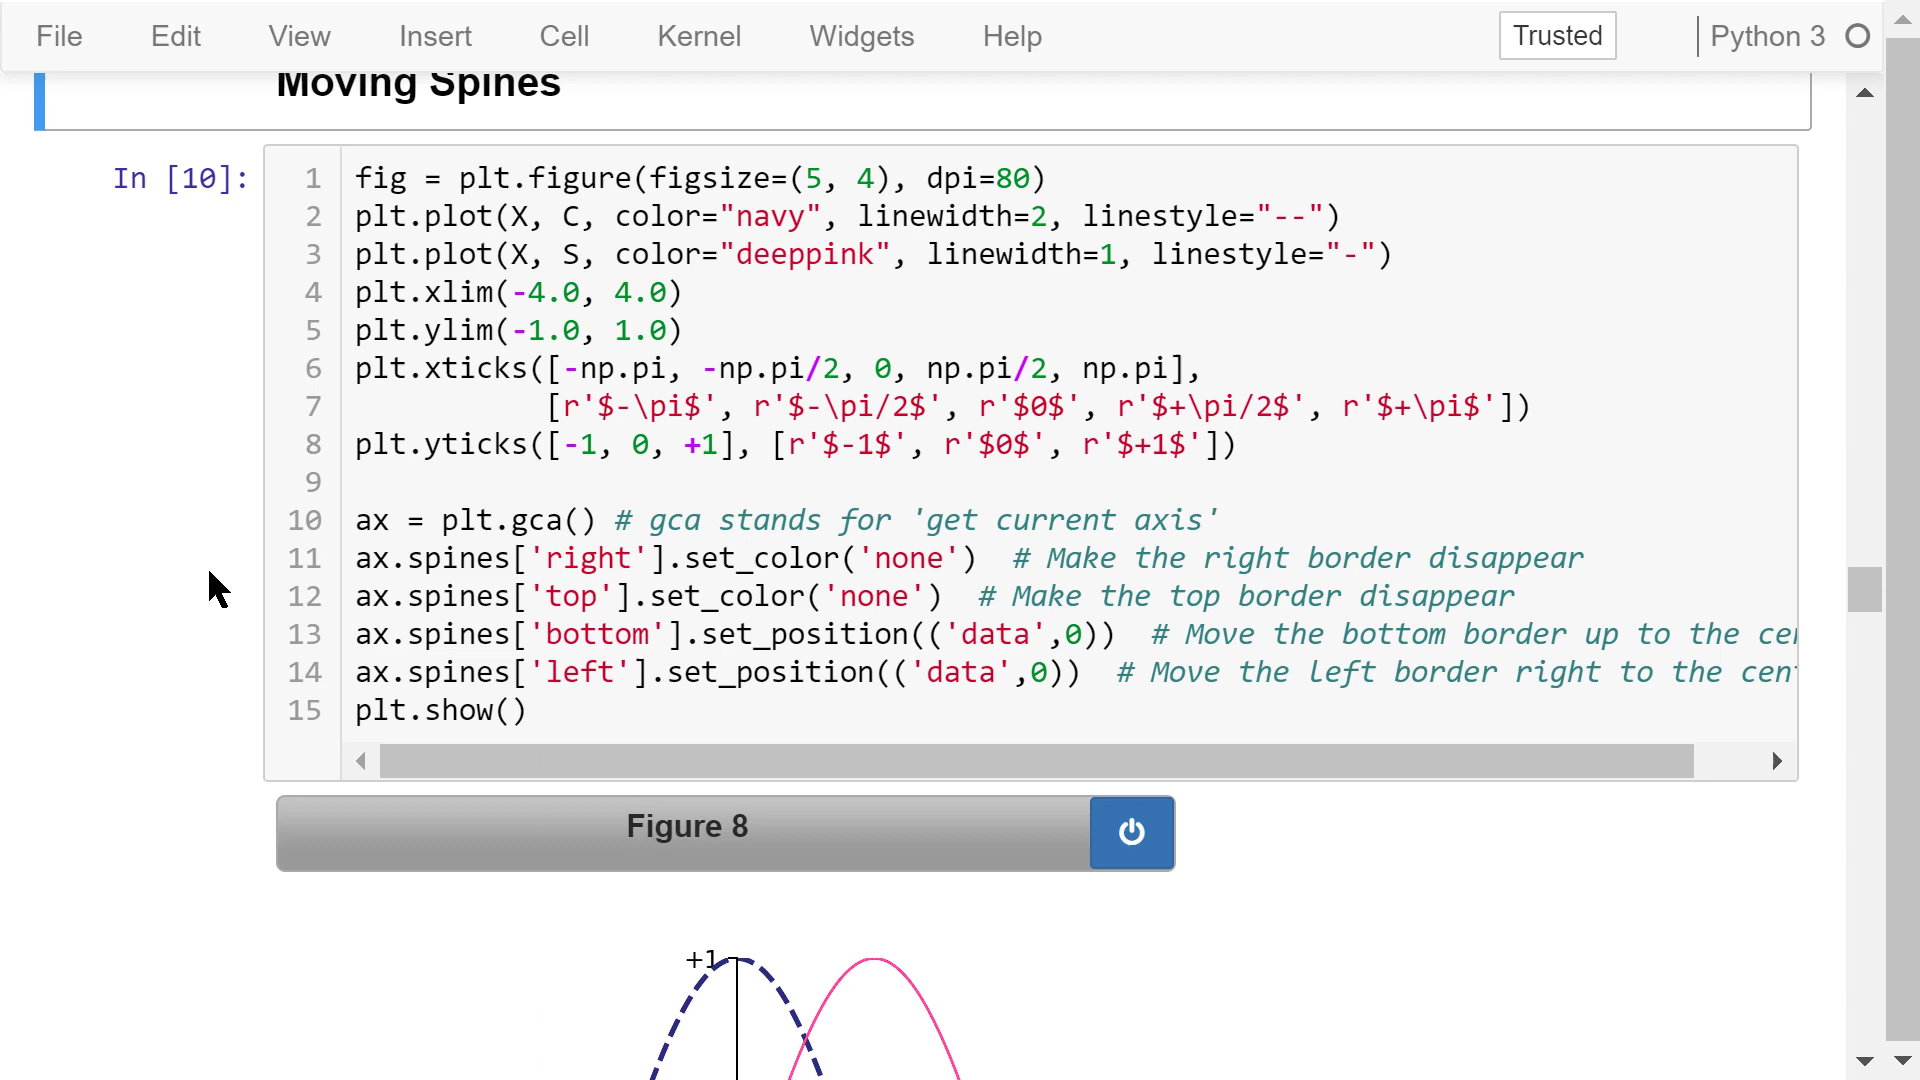 File Edit View Insert Cell Kernel Widgets Help Trusted Python 3
Moving Spines
In [10]:
1 fig = plt.figure(figsize=(5, 4), dpi=80)
2 plt.plot(X, C, color="navy", linewidth=2, linestyle="--")
3 plt.plot(X, S, color="deeppink", linewidth=1, linestyle="-")
4 plt.xlim(-4.0, 4.0)
5 plt.ylim(-1.0, 1.0)
6 plt.xticks([-np.pi, -np.pi/2, 0, np.pi/2, np.pi],
7            [r'$-\pi$', r'$-\pi/2$', r'$0$', r'$+\pi/2$', r'$+\pi$'])
8 plt.yticks([-1, 0, +1], [r'$-1$', r'$0$', r'$+1$'])
9
10 ax = plt.gca() # gca stands for 'get current axis'
11 ax.spines['right'].set_color('none')  # Make the right border disappear
12 ax.spines['top'].set_color('none')  # Make the top border disappear
13 ax.spines['bottom'].set_position(('data',0))  # Move the bottom border up to the
14 ax.spines['left'].set_position(('data',0))  # Move the left border right to the
15 plt.show()
Figure 8
+1